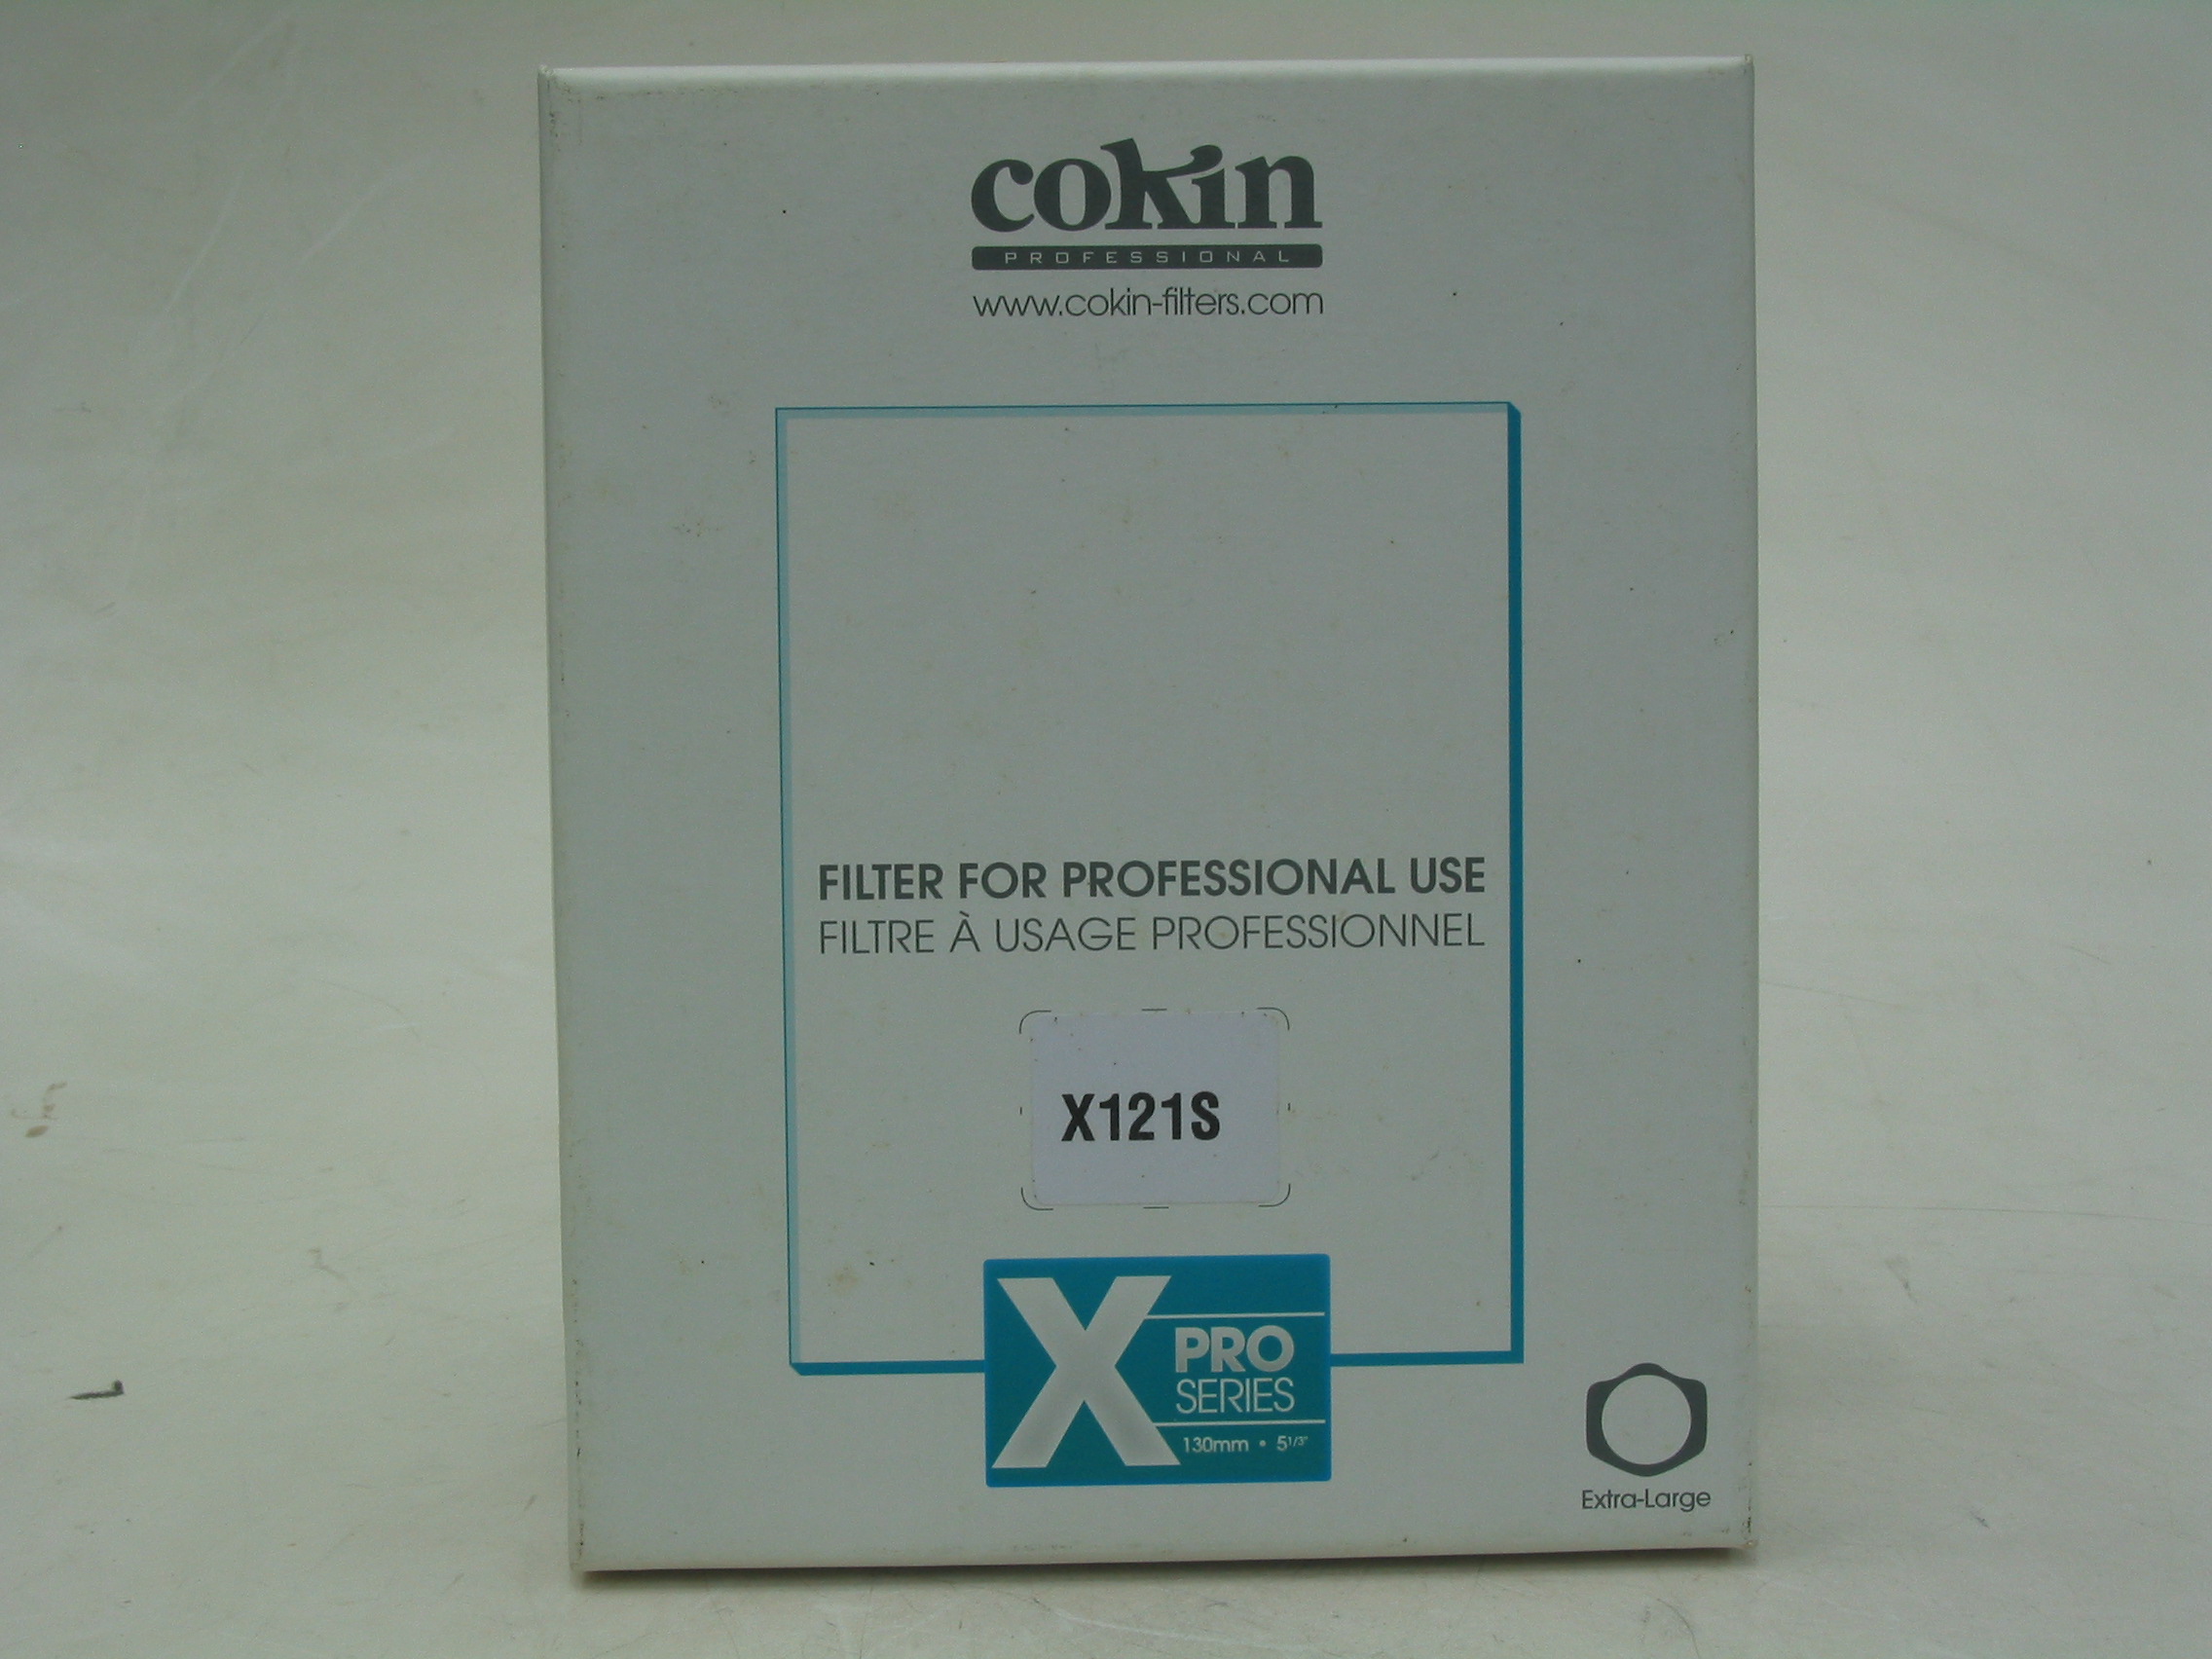 cokin
PROFESSIONAL
www.cokin-filters.com
FILTER FOR PROFESSIONAL USE
FILTRE À USAGE PROFESSIONNEL
X121S
X PRO
SERIES
130mm • 5 1/3"
Extra-Large